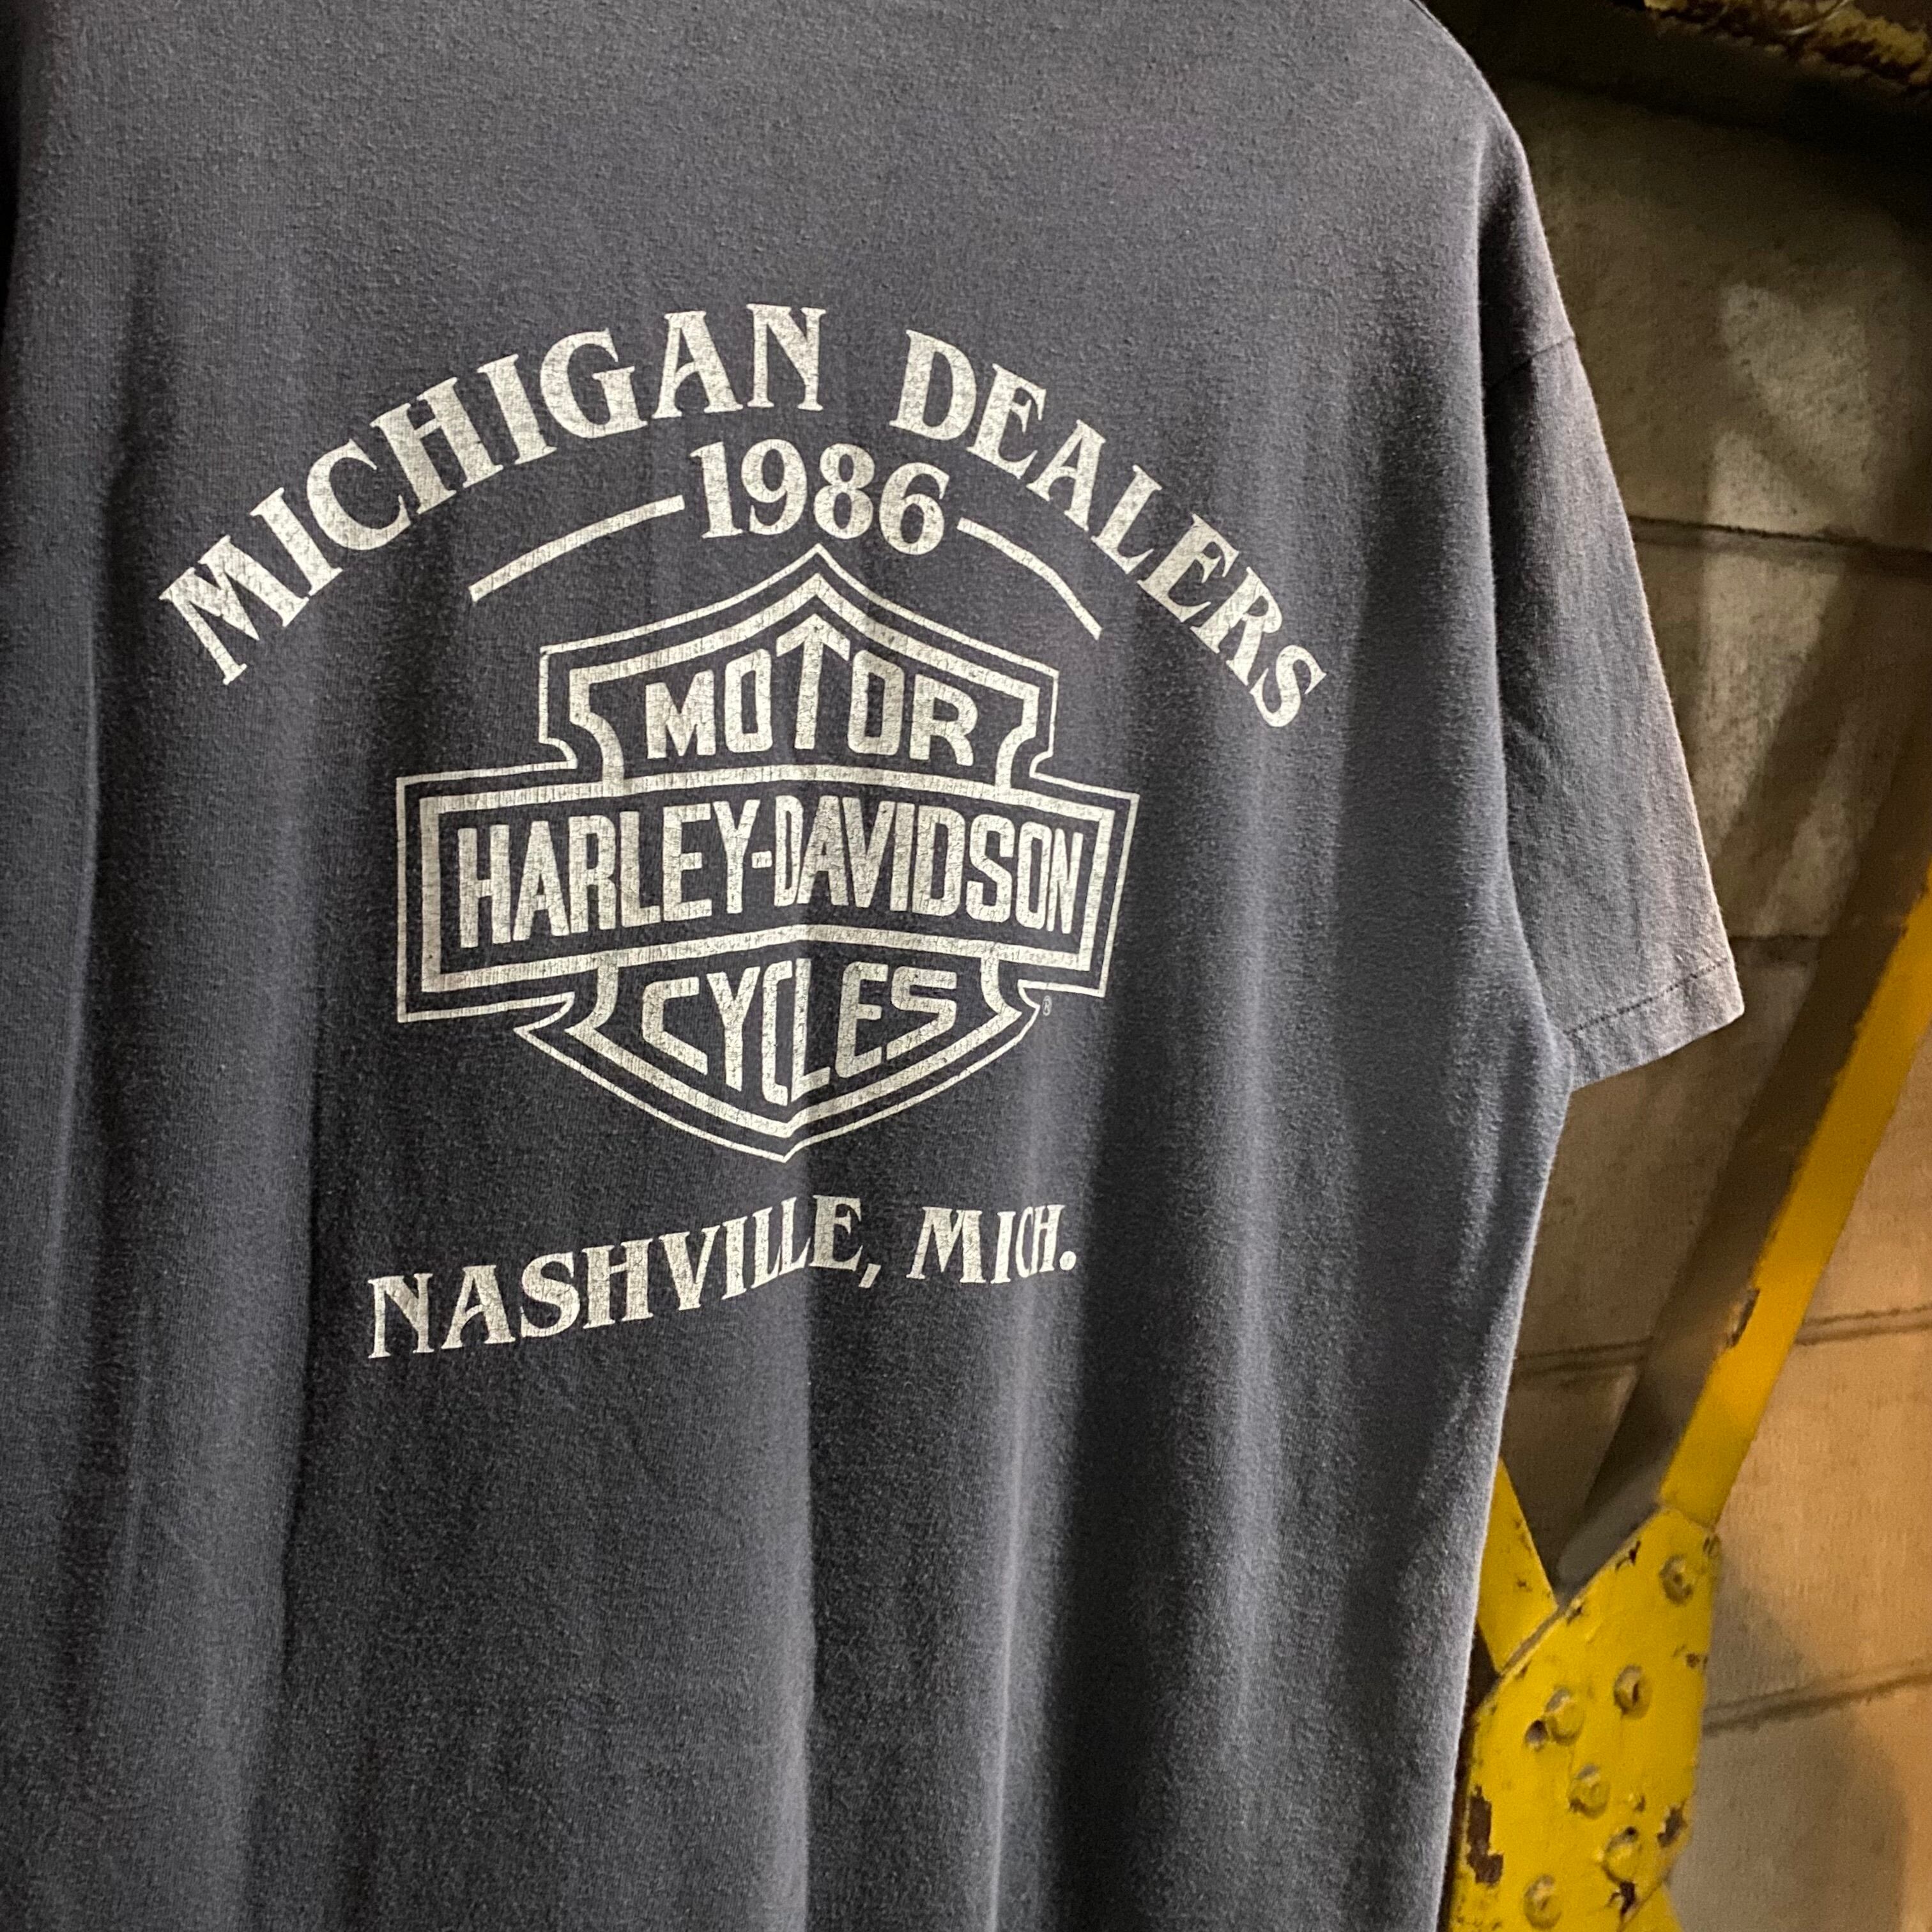 MICHIGAN DEALERS
1986
MOTOR
HARLEY-DAVIDSON
CYCLES
®
NASHVILLE, MICH.